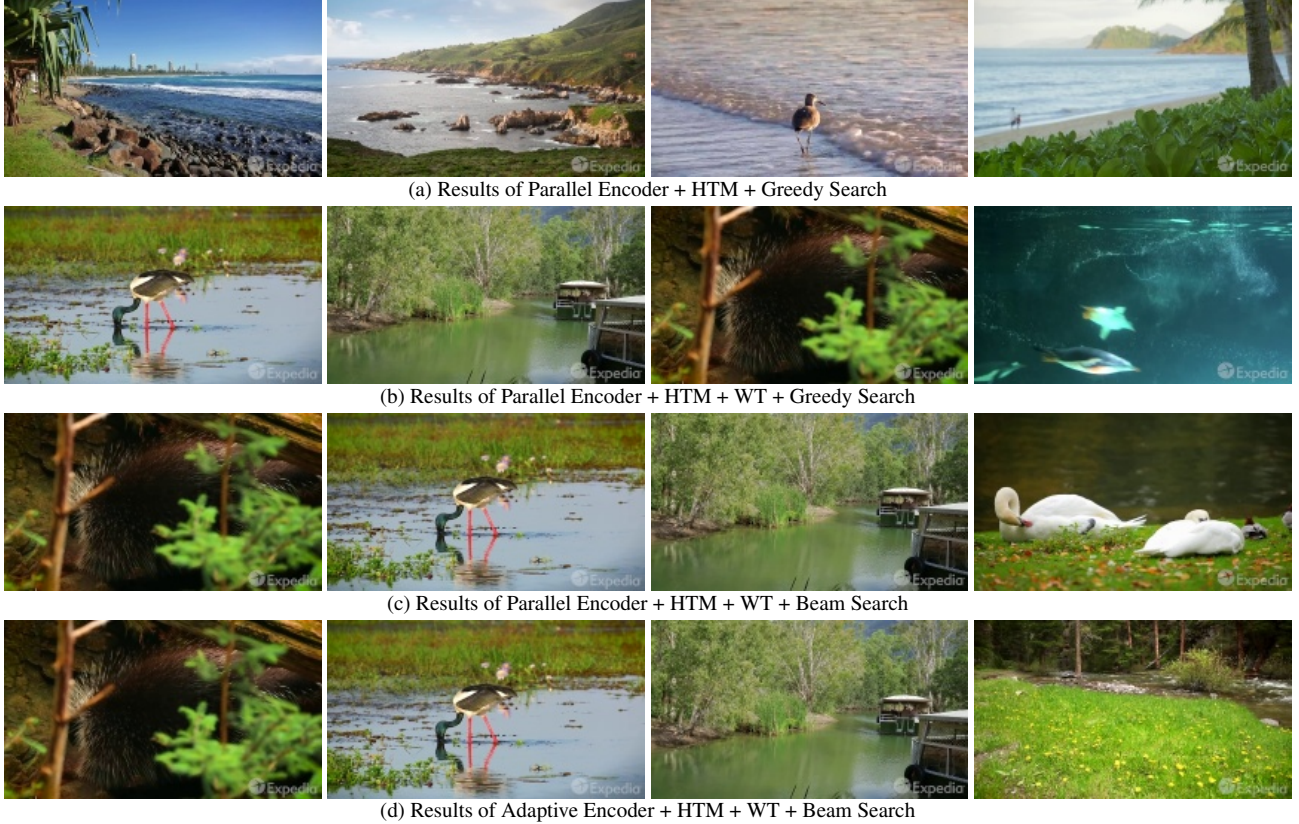 Expedia Expedia Expedia Expedia
(a) Results of Parallel Encoder + HTM + Greedy Search
Expedia Expedia Expedia Expedia
(b) Results of Parallel Encoder + HTM + WT + Greedy Search
Expedia Expedia Expedia Expedia
(c) Results of Parallel Encoder + HTM + WT + Beam Search
Expedia Expedia Expedia Expedia
(d) Results of Adaptive Encoder + HTM + WT + Beam Search